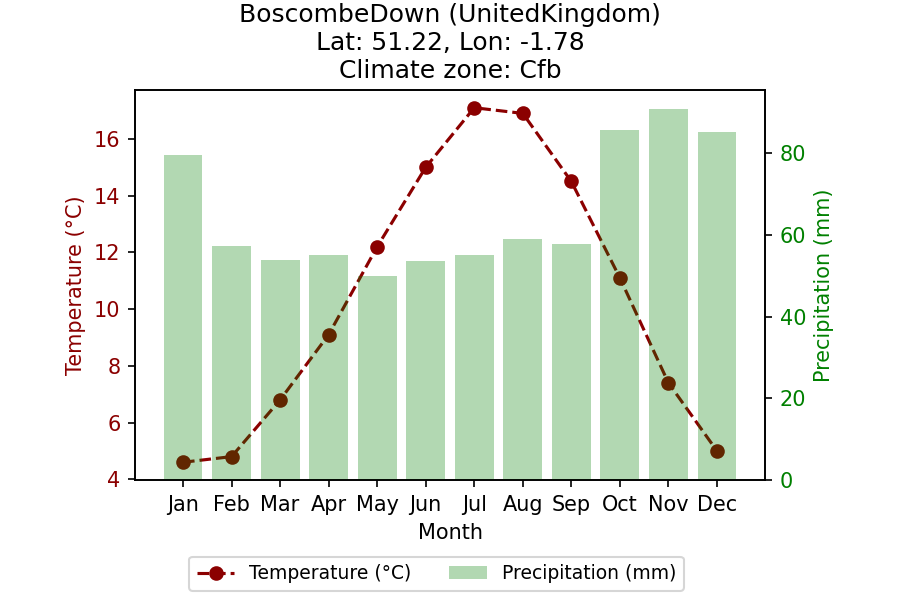 BoscombeDown (UnitedKingdom)
Lat: 51.22, Lon: -1.78
Climate zone: Cfb
16
14
12
10
8
6
4
Temperature (°C)
80
60
40
20
0
Precipitation (mm)
Jan Feb Mar Apr May Jun Jul Aug Sep Oct Nov Dec
Month
Temperature (°C) Precipitation (mm)